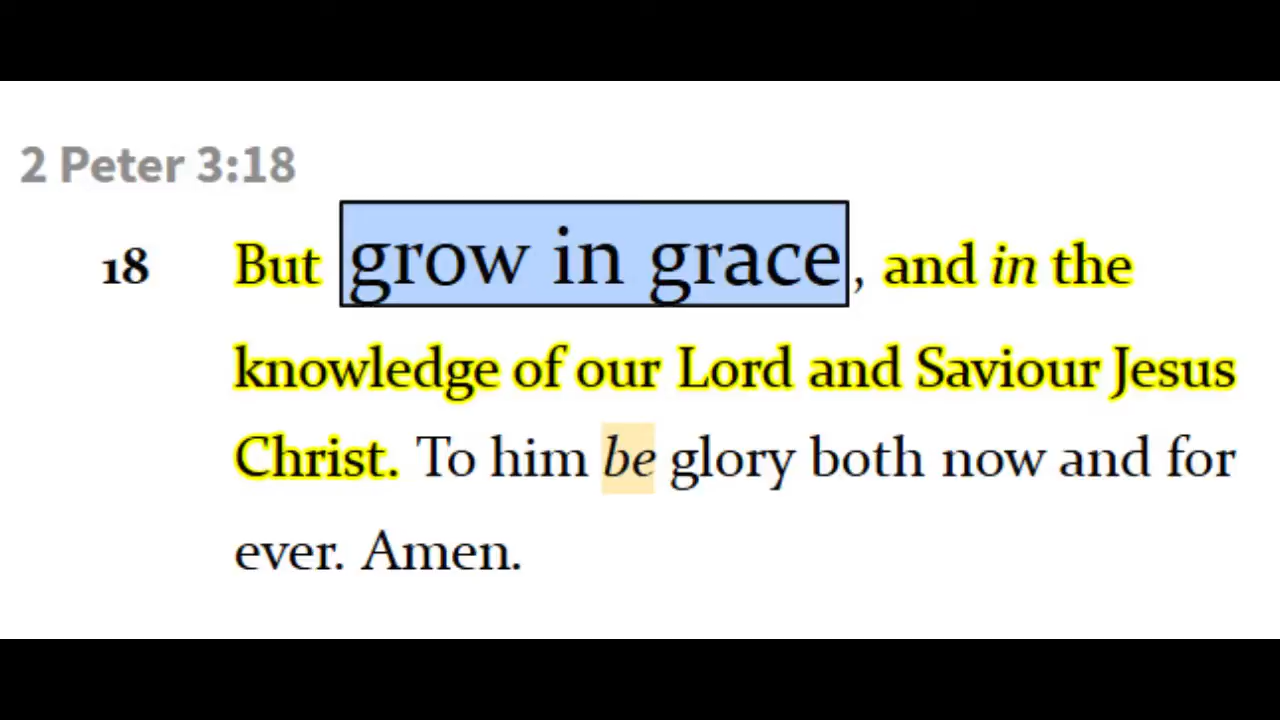 2 Peter 3:18
18 But grow in grace, and in the
knowledge of our Lord and Saviour Jesus
Christ. To him be glory both now and for
ever. Amen.